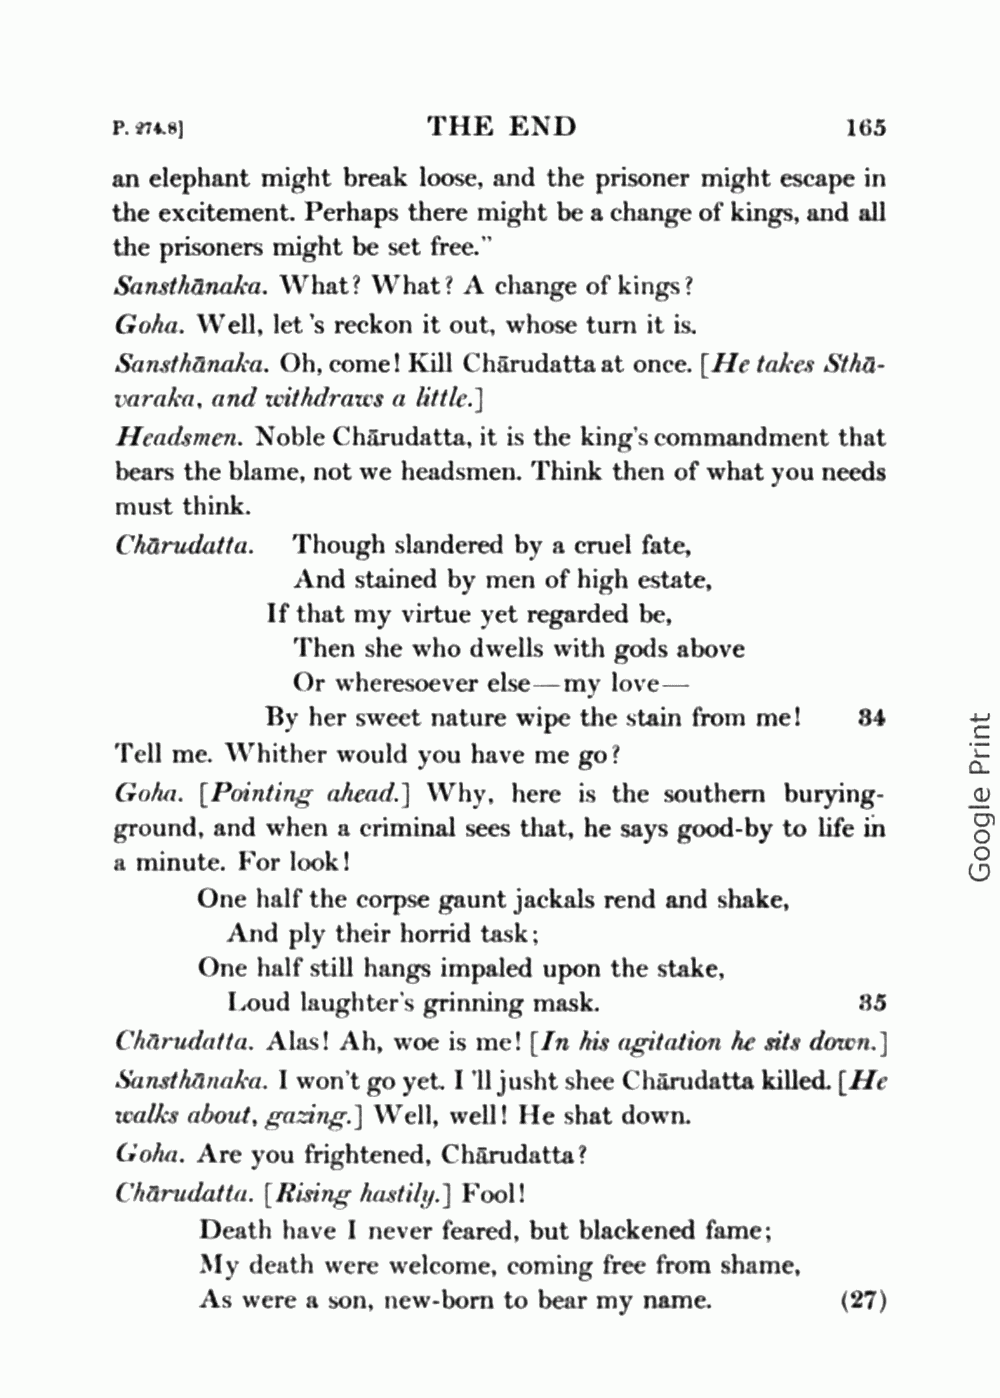 P. 274.8] THE END 165
an elephant might break loose, and the prisoner might escape in
the excitement. Perhaps there might be a change of kings, and all
the prisoners might be set free."
Sansthānaka. What? What? A change of kings?
Goha. Well, let 's reckon it out, whose turn it is.
Sansthānaka. Oh, come! Kill Chārudatta at once. [He takes Sthā-
varaka, and withdraws a little.]
Headsmen. Noble Chārudatta, it is the king's commandment that
bears the blame, not we headsmen. Think then of what you needs
must think.
Chārudatta. Though slandered by a cruel fate,
And stained by men of high estate,
If that my virtue yet regarded be,
Then she who dwells with gods above
Or wheresoever else—my love—
By her sweet nature wipe the stain from me! 34
Tell me. Whither would you have me go?
Goha. [Pointing ahead.] Why, here is the southern burying-
ground, and when a criminal sees that, he says good-by to life in
a minute. For look!
One half the corpse gaunt jackals rend and shake,
And ply their horrid task;
One half still hangs impaled upon the stake,
Loud laughter's grinning mask. 35
Chārudatta. Alas! Ah, woe is me! [In his agitation he sits down.]
Sansthānaka. I won't go yet. I 'll jusht shee Chārudatta killed. [He
walks about, gazing.] Well, well! He shat down.
Goha. Are you frightened, Chārudatta?
Chārudatta. [Rising hastily.] Fool!
Death have I never feared, but blackened fame;
My death were welcome, coming free from shame,
As were a son, new-born to bear my name. (27)
Google Print